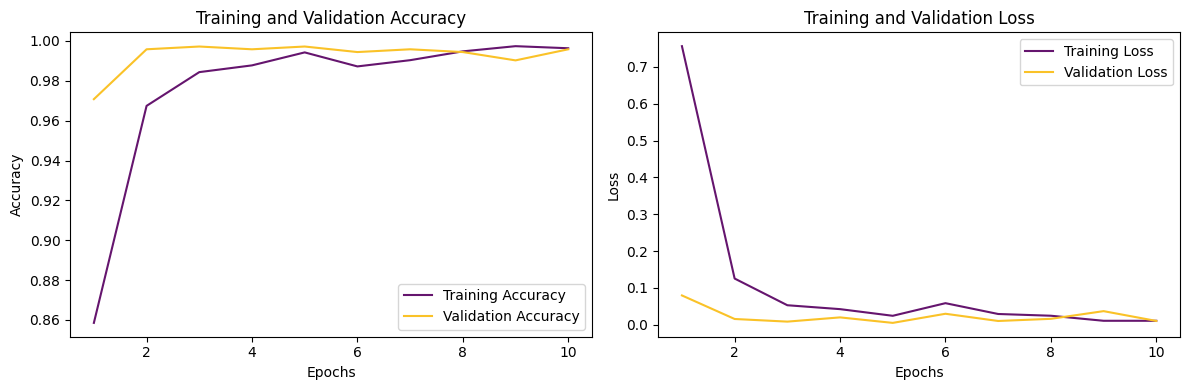 Training and Validation Accuracy
1.00
0.98
0.96
0.94
0.92
0.90
0.88
0.86
Accuracy
2
4
6
8
10
Epochs
Training Accuracy
Validation Accuracy
Training and Validation Loss
0.7
0.6
0.5
0.4
0.3
0.2
0.1
0.0
Loss
2
4
6
8
10
Epochs
Training Loss
Validation Loss